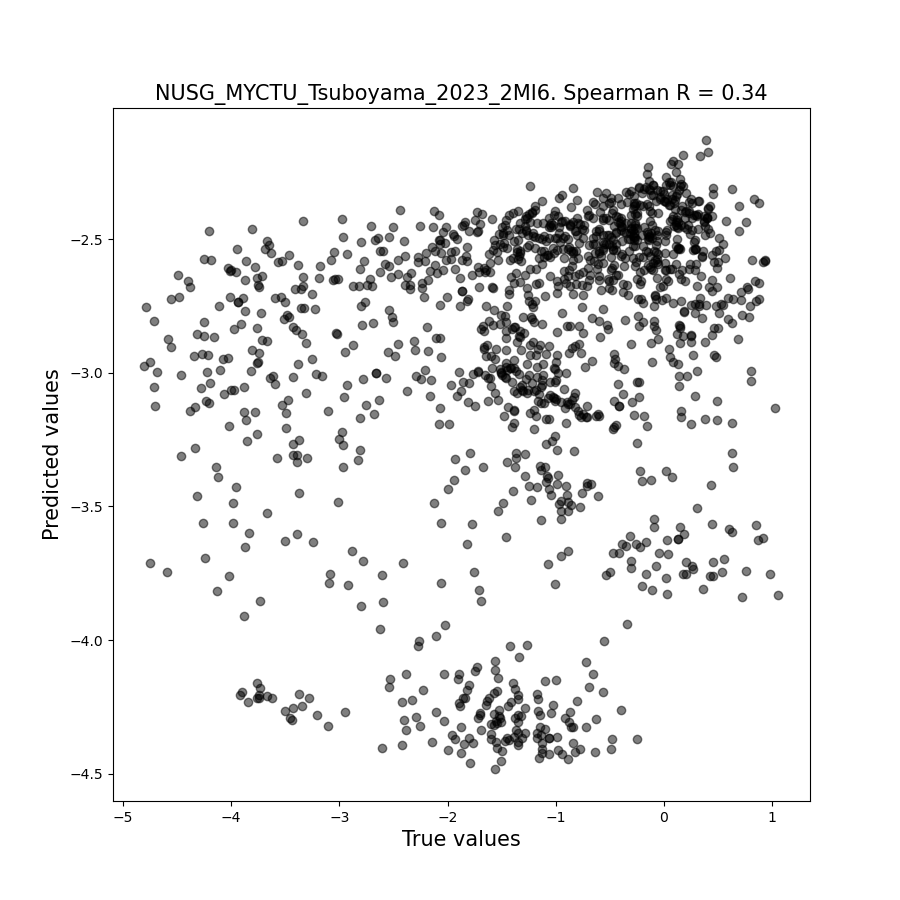 NUSG_MYCTU_Tsuboyama_2023_2MI6. Spearman R = 0.34
Predicted values
−2.5
−3.0
−3.5
−4.0
−4.5
−5 −4 −3 −2 −1 0 1
True values